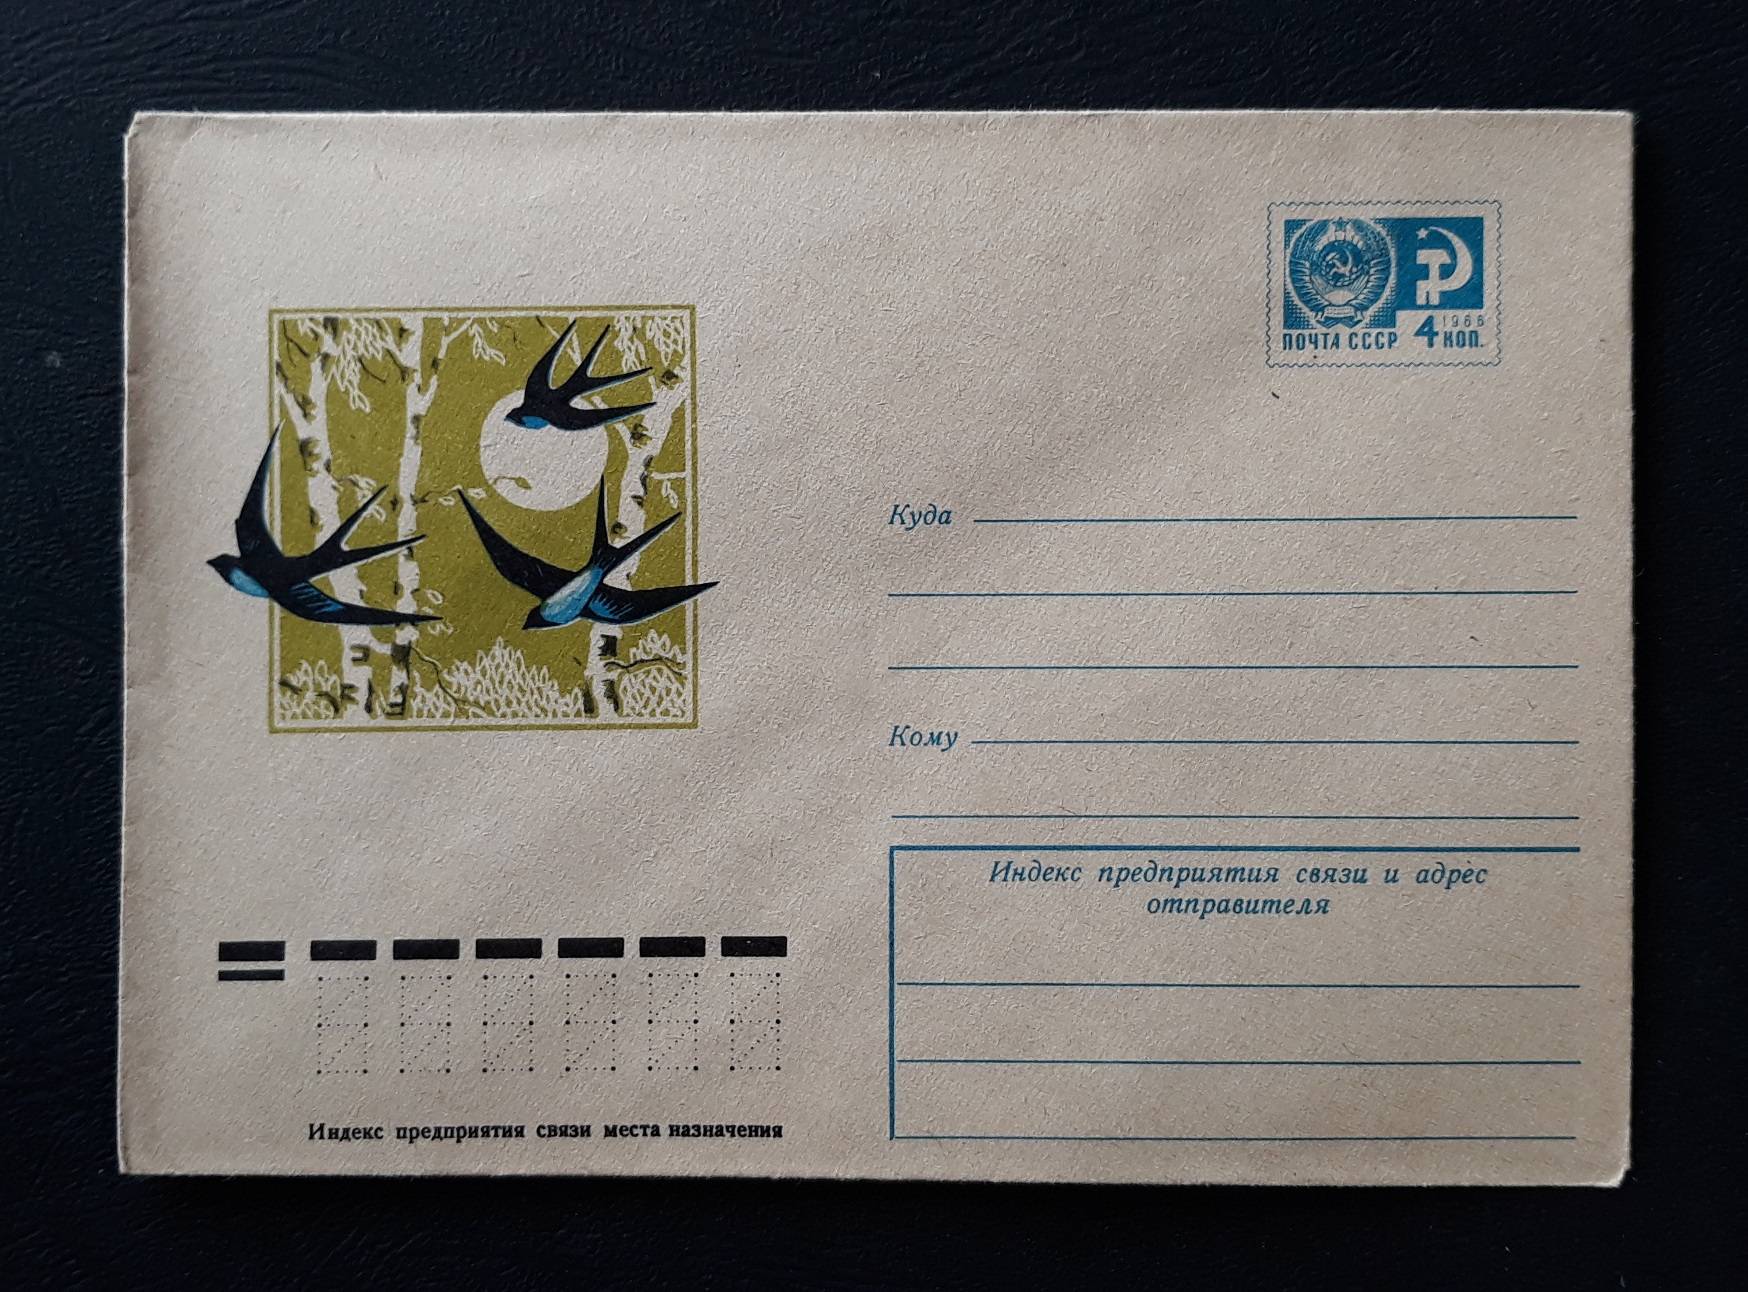 1966
ПОЧТА СССР 4 КОП.
Куда
Кому
Индекс предприятия связи и адрес
отправителя
Индекс предприятия связи места назначения